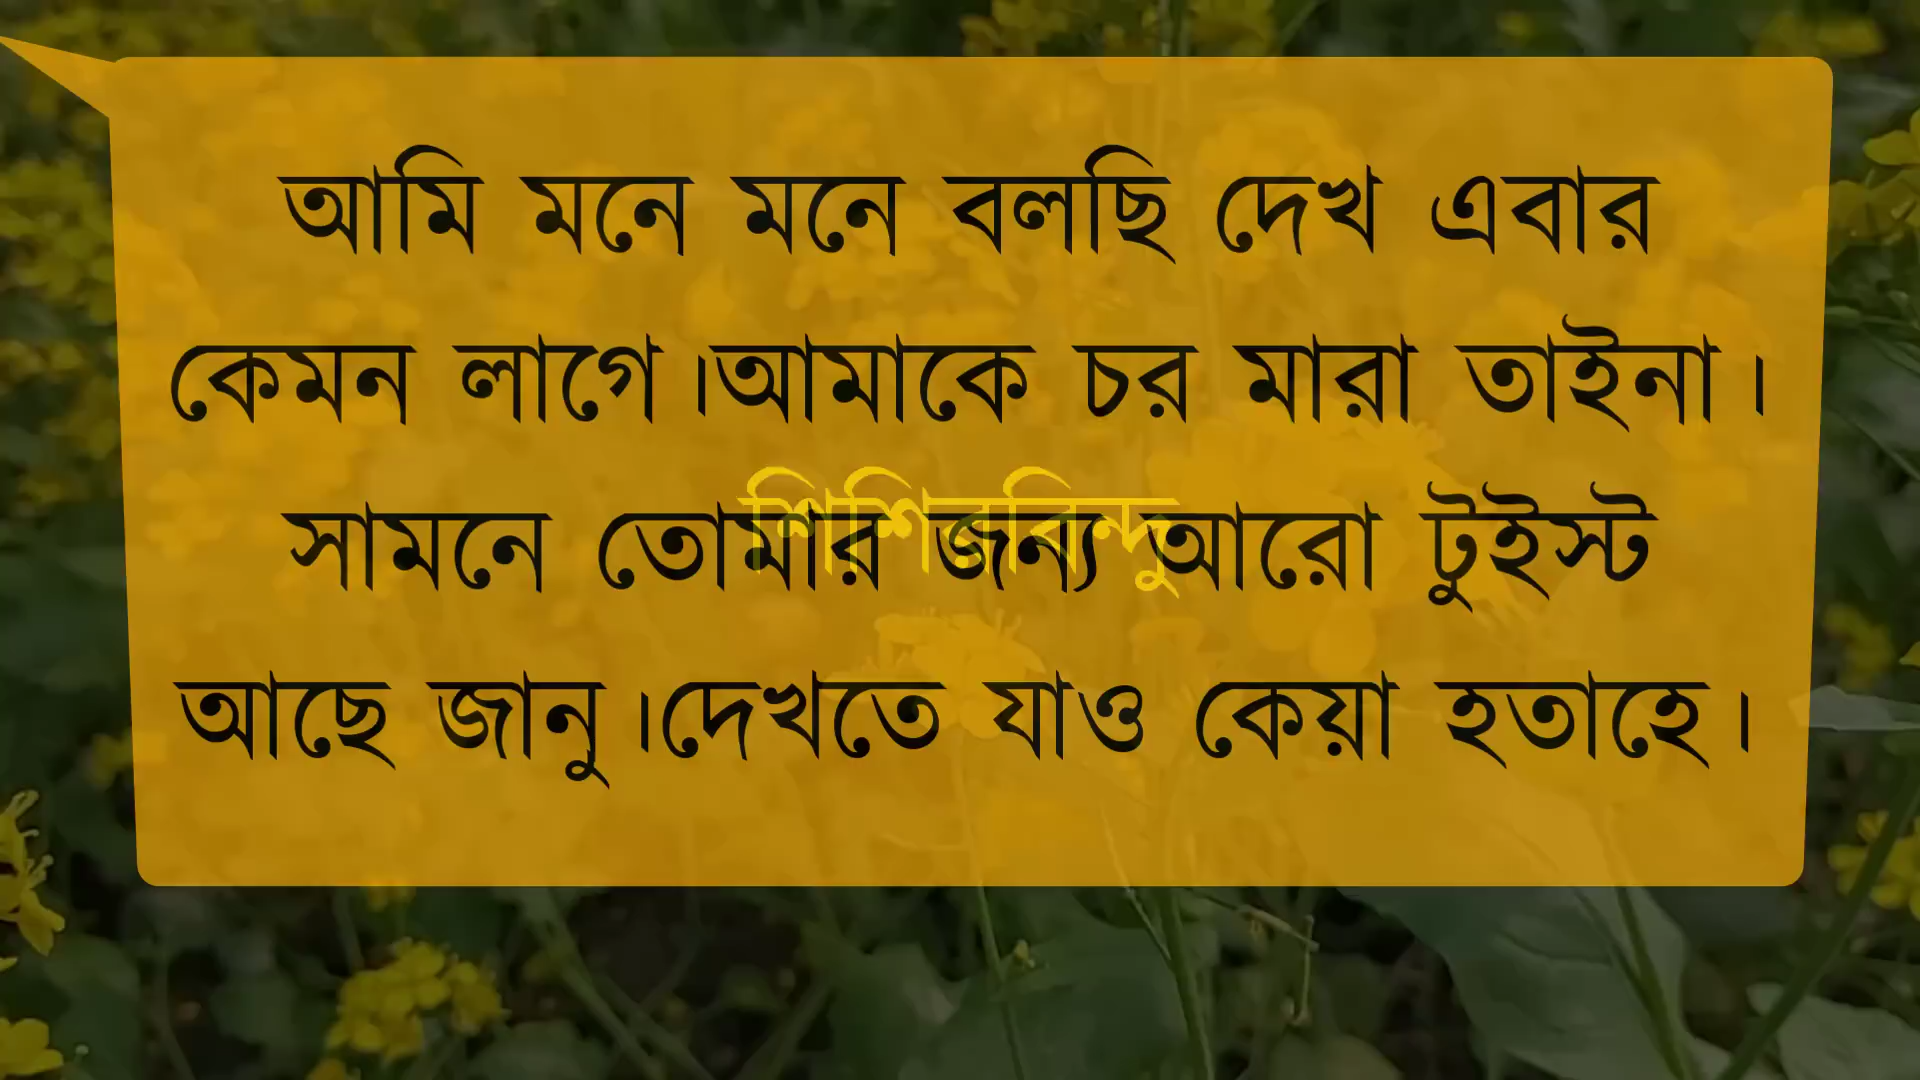 আমি মনে মনে বলছি দেখ এবার
কেমন লাগে।আমাকে চর মারা তাইনা।
সামনে তোমার জন্য আরো টুইস্ট
আছে জানু।দেখতে যাও কেয়া হতাহে।
শিশিরবিন্দু